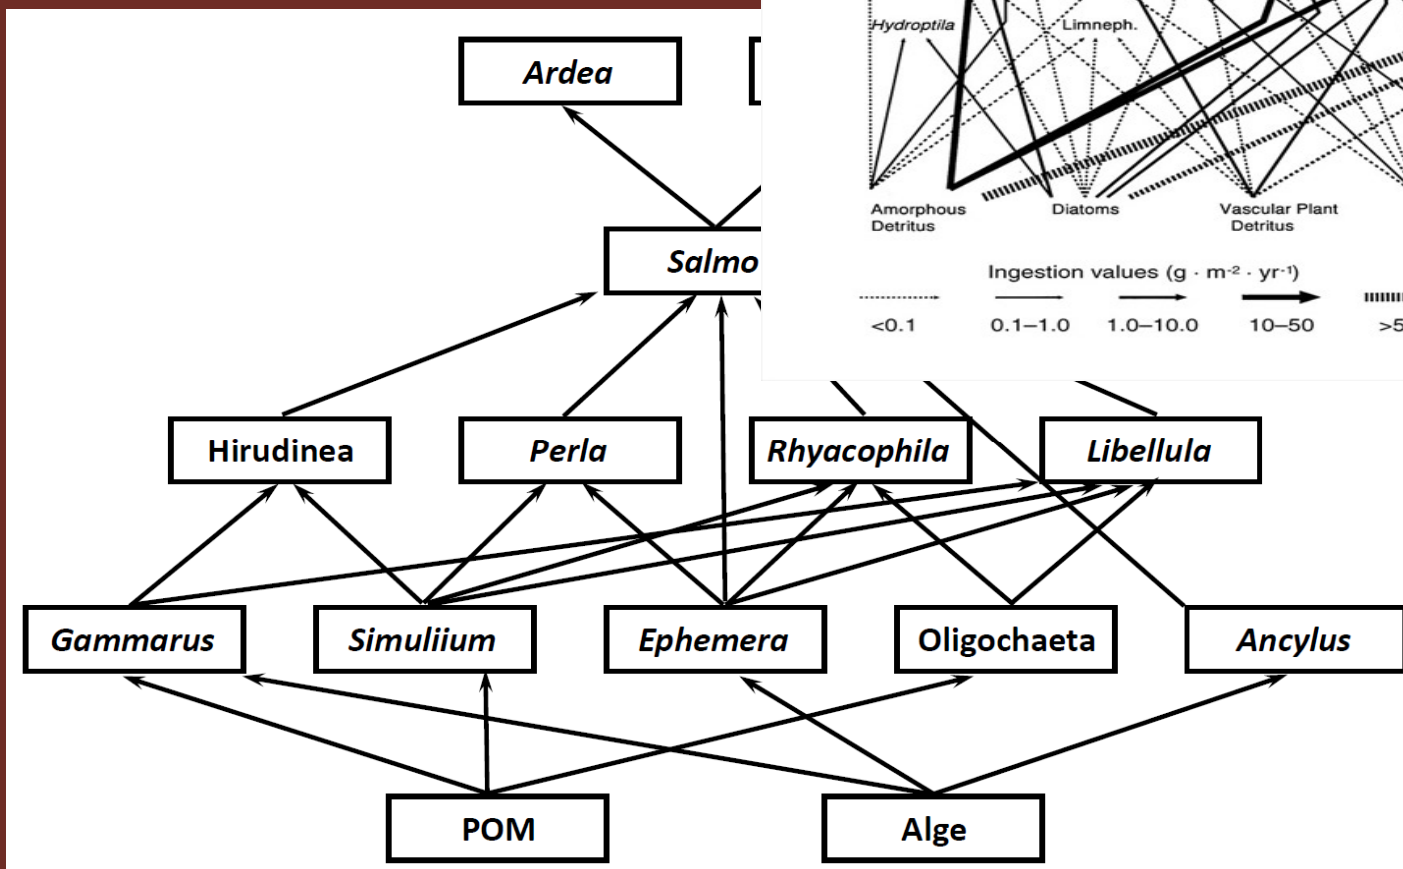 Hydroptila
Limneph.
Ardea
Amorphous
Detritus
Diatoms
Vascular Plant
Detritus
Salmo
Ingestion values (g · m-2 · yr-1)
<0.1
0.1–1.0
1.0–10.0
10–50
>5
Hirudinea
Perla
Rhyacophila
Libellula
Gammarus
Simuliium
Ephemera
Oligochaeta
Ancylus
POM
Alge